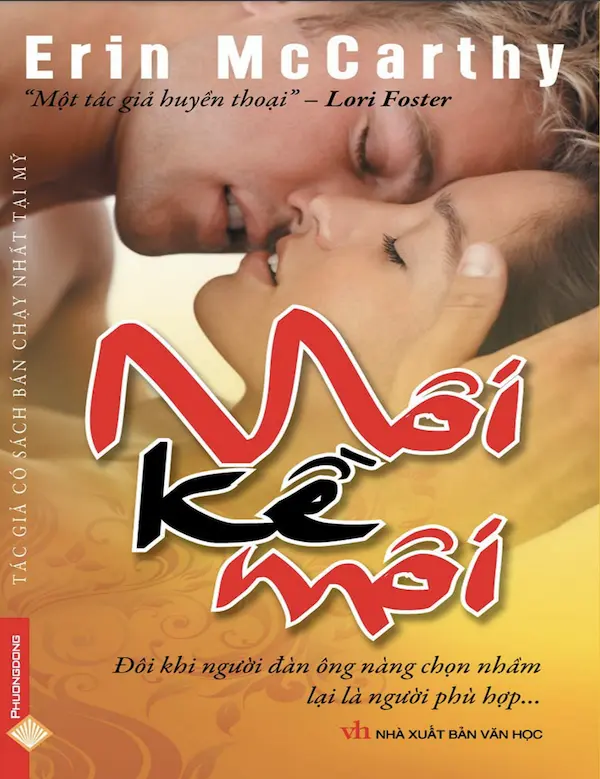 Erin McCarthy
“Một tác giả huyền thoại” – Lori Foster
TÁC GIẢ CÓ SÁCH BÁN CHẠY NHẤT TẠI MỸ
Môi
kề
môi
Đôi khi người đàn ông nàng chọn nhầm
lại là người phù hợp...
vh NHÀ XUẤT BẢN VĂN HỌC
PHUONGDONG